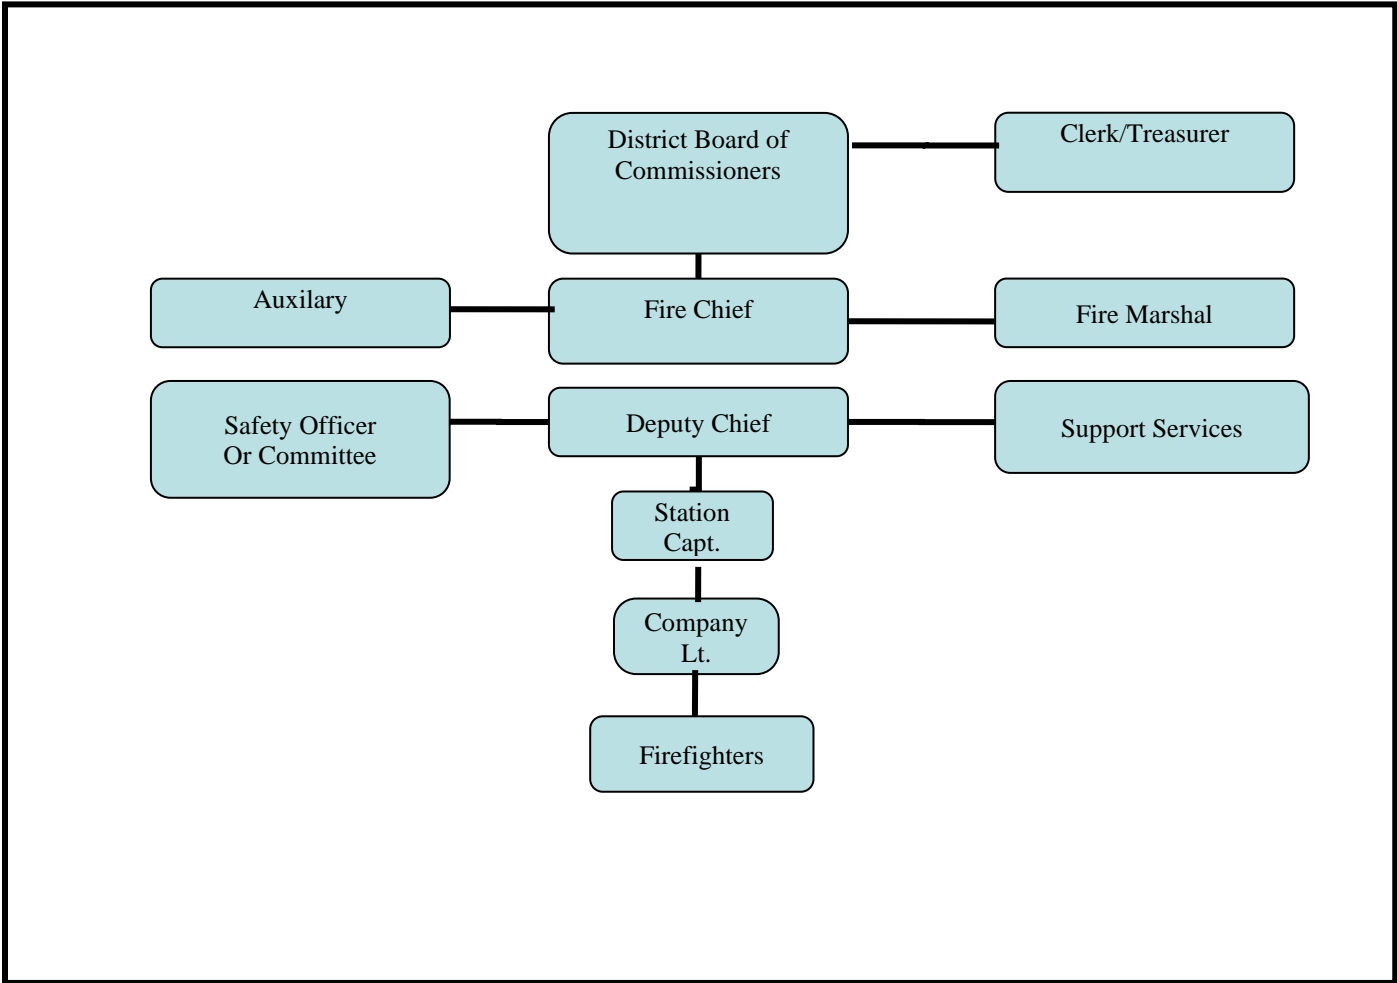 District Board of
Commissioners
Clerk/Treasurer
Auxilary
Fire Chief
Fire Marshal
Safety Officer
Or Committee
Deputy Chief
Support Services
Station
Capt.
Company
Lt.
Firefighters